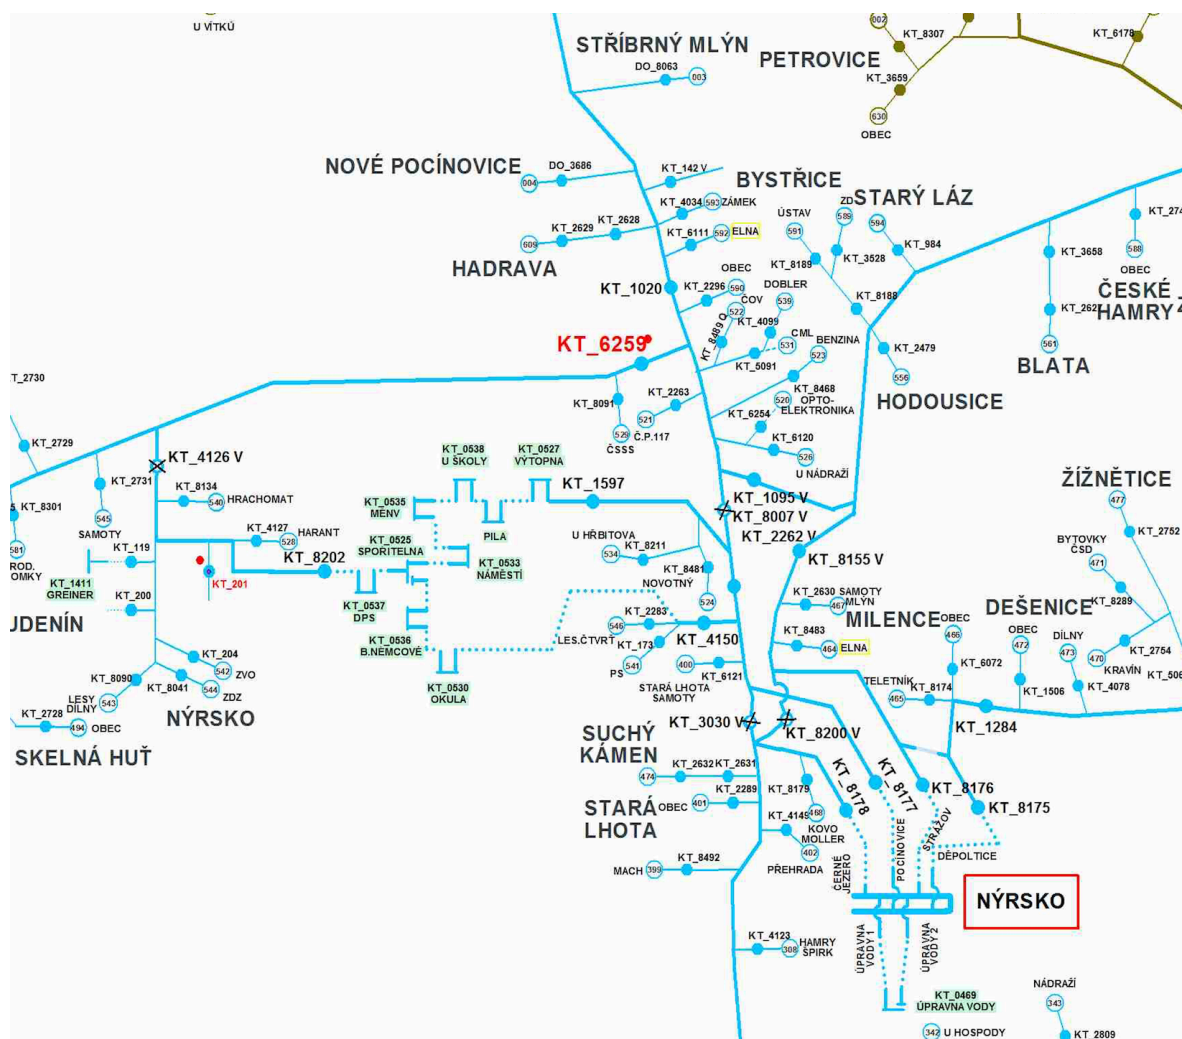 U VÍTKŮ
STŘÍBRNÝ MLÝN
DO_8063
003
PETROVICE
002
KT_8307
KT_6178
KT_3659
630
OBEC
NOVÉ POCÍNOVICE
DO_3686
004
KT_142 V
BYSTŘICE
KT_4034
593
ZÁMEK
KT_2628
KT_2629
609
HADRAVA
KT_6111
592
ELNA
ÚSTAV
591
ZD
589
STARÝ LÁZ
594
KT_984
KT_8189
KT_3528
KT_8188
KT_3658
588
OBEC
ČESKÉ
HAMRY
KT_1020
OBEC
KT_2296
590
DOBLER
ČOV
522
539
KT_4099
KT_8489 Q
CML
531
BENZINA
523
KT_5091
KT_6259
KT_2479
556
HODOUSICE
561
BLATA
KT_8468
520
OPTO-
ELEKTRONIKA
KT_6254
KT_2263
521
Č.P.117
KT_8091
529
ČSSS
KT_6120
526
U NÁDRAŽÍ
KT_2729
KT_2731
545
SAMOTY
KT_8301
581
KT_4126 V
KT_8134
540
HRACHOMAT
KT_4127
528
HARANT
KT_8202
KT_119
KT_1411
GREINER
KT_200
KT_201
KT_0538
U ŠKOLY
KT_0527
VÝTOPNA
KT_1597
KT_0535
MĚNV
PILA
KT_0525
SPOŘITELNA
KT_0533
NÁMĚSTÍ
KT_0537
DPS
KT_0536
B.NĚMCOVÉ
KT_0530
OKULA
KT_1095 V
KT_8007 V
KT_2262 V
KT_8155 V
U HŘBITOVA
534
KT_8211
KT_8481
NOVOTNÝ
524
KT_2283
546
LES.ČTVRŤ
KT_173
541
PS
KT_4150
400
KT_6121
STARÁ LHOTA
SAMOTY
KT_2630
SAMOTY
MLÝN
467
KT_8483
464
ELNA
MILENCE
ŽÍŽNĚTICE
477
KT_2752
BYTOVKY
ČSD
471
KT_8289
470
KRAVÍN
KT_2754
DEŠENICE
OBEC
466
KT_6072
OBEC
472
KT_1506
DÍLNY
473
KT_4078
TELETNÍK
465
KT_8174
KT_1284
KT_204
542
ZVO
KT_8041
544
ZDZ
KT_8090
LESY
DÍLNY
543
NÝRSKO
KT_2728
494
OBEC
SKELNÁ HUŤ
SUCHÝ
KÁMEN
KT_3030 V
KT_8200 V
474
KT_2632
KT_2631
STARÁ
LHOTA
OBEC
401
KT_2289
KT_8179
468
KOVO
MOLLER
KT_4149
402
PŘEHRADA
KT_8178
KT_8177
KT_8176
KT_8175
MACH
399
KT_8492
ČERNÉ
JEZERO
POCÍNOVICE
STRÁŽOV
DĚPOLTICE
NÝRSKO
KT_4123
308
HAMRY
ŠPIRK
ÚPRAVNA
VODY 1
ÚPRAVNA
VODY 2
KT_0469
ÚPRAVNA VODY
NÁDRAŽÍ
343
KT_2809
342
U HOSPODY